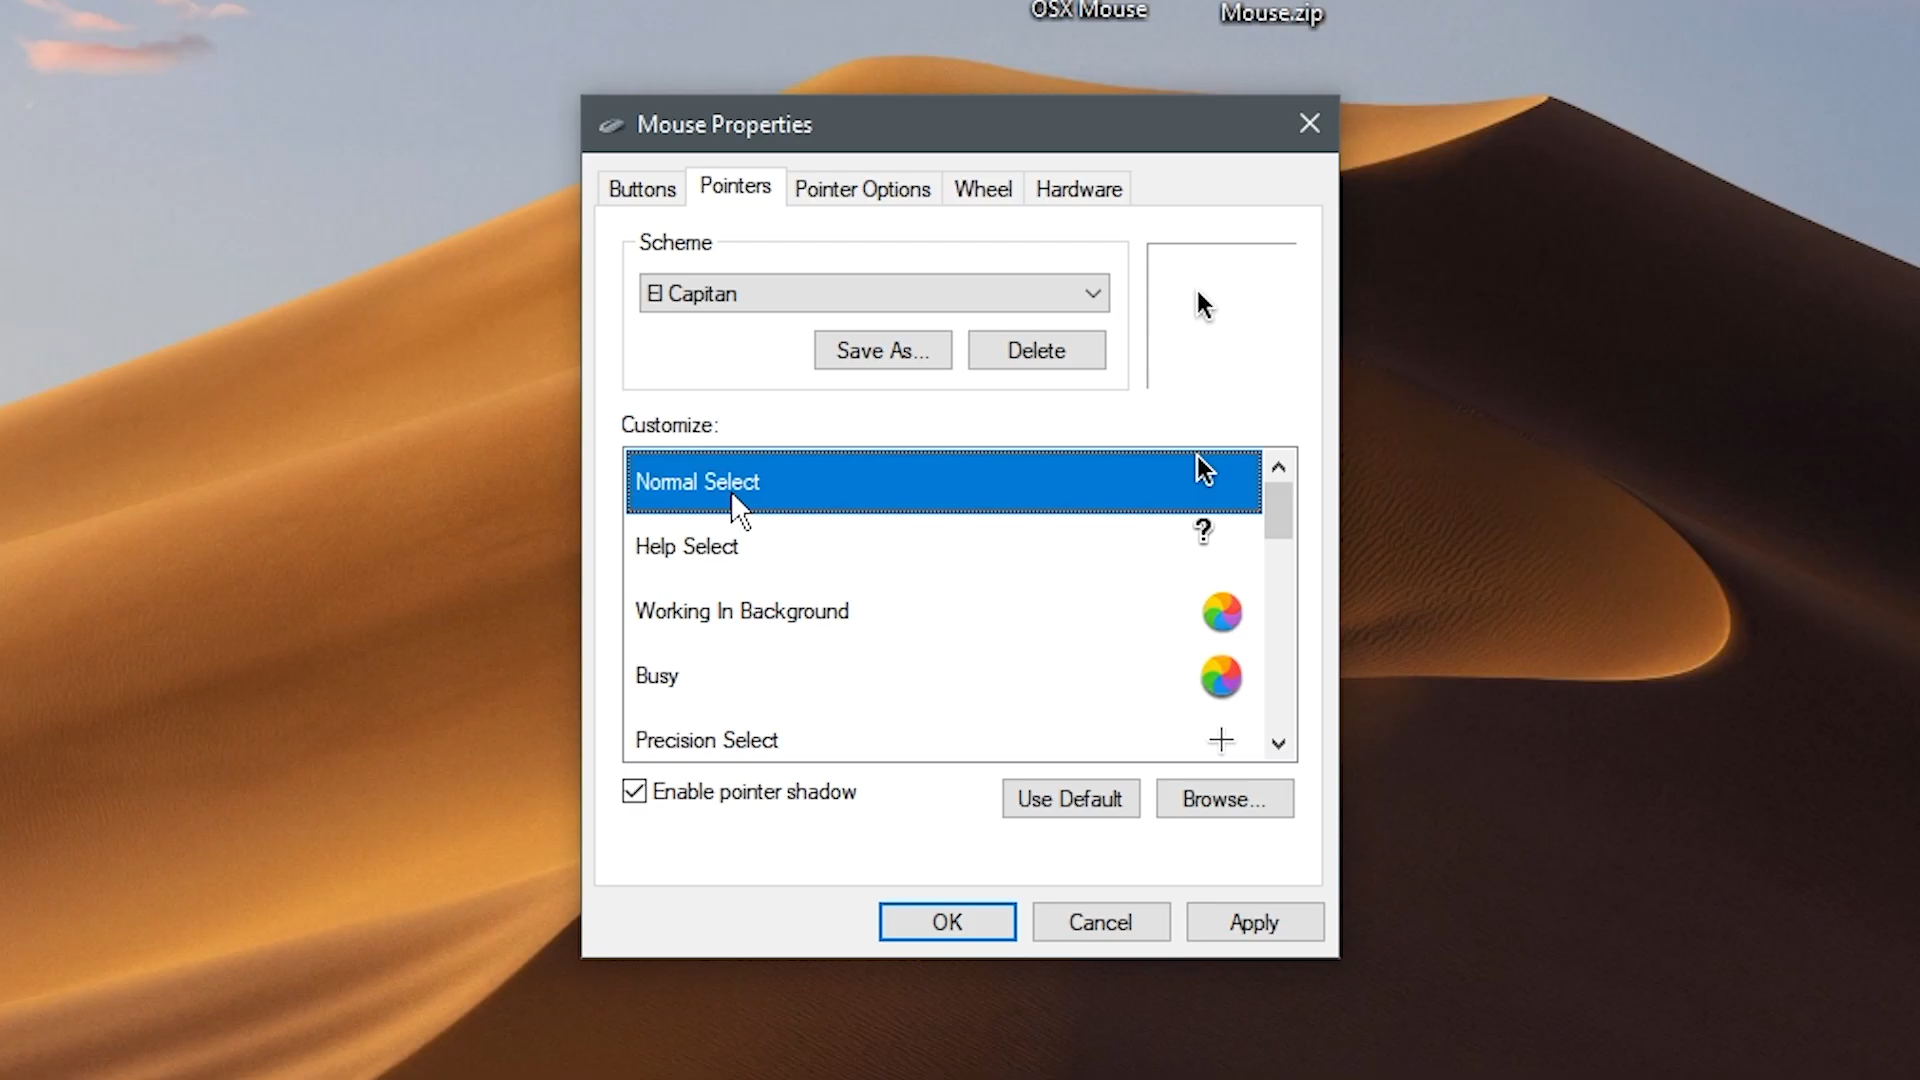 OSX Mouse
Mouse.zip
Mouse Properties
Buttons
Pointers
Pointer Options
Wheel
Hardware
Scheme
El Capitan
Save As...
Delete
Customize:
Normal Select
Help Select
?
Working In Background
Busy
Precision Select
Enable pointer shadow
Use Default
Browse...
OK
Cancel
Apply